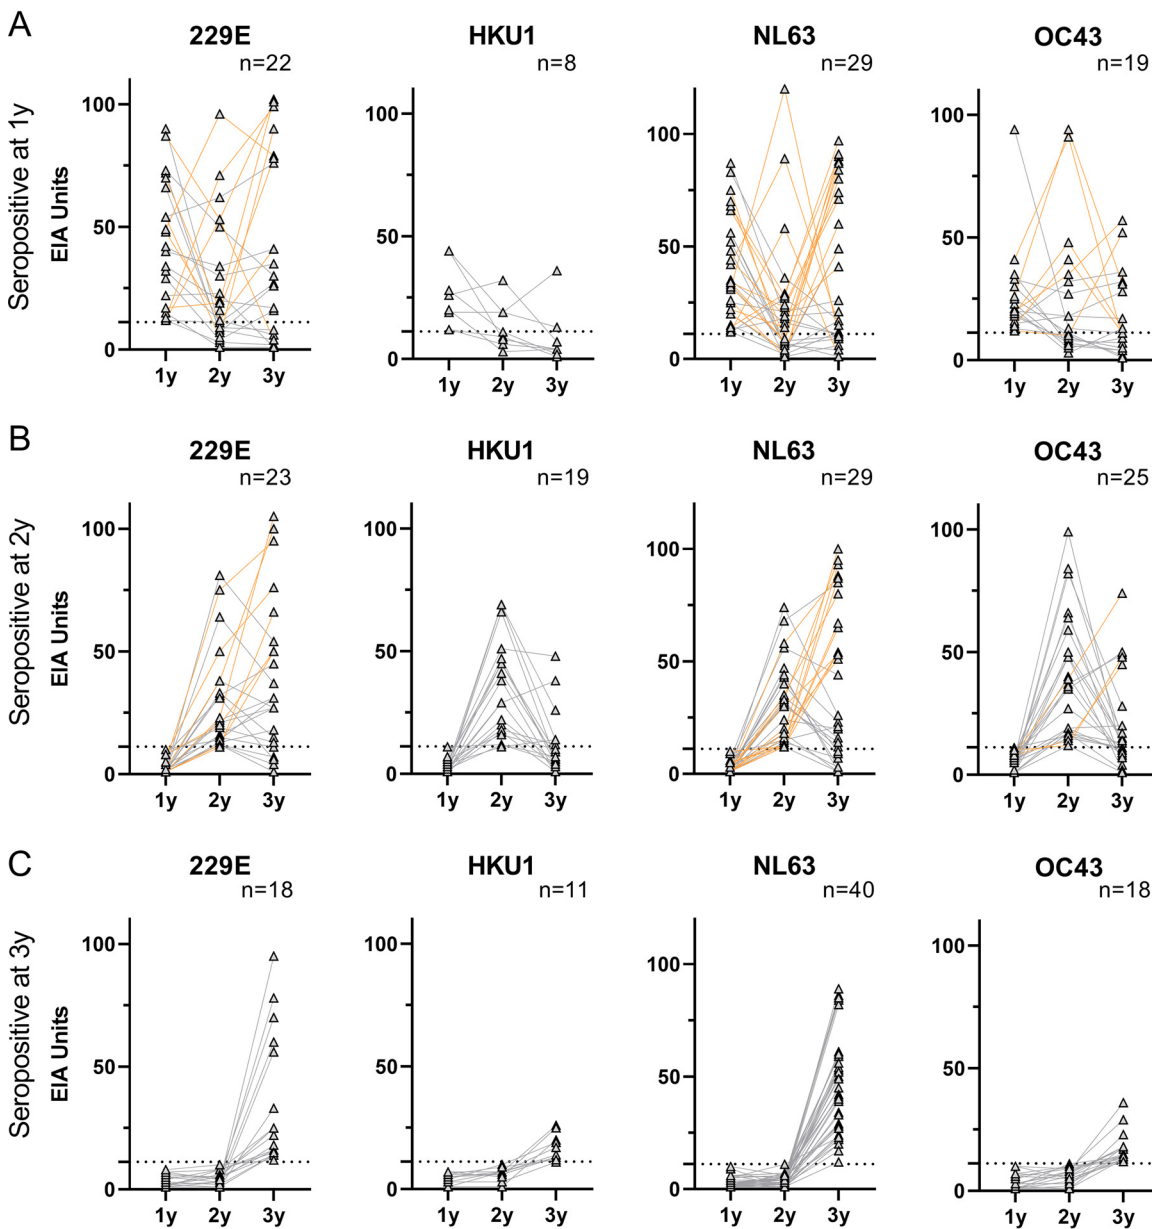 A
229E HKU1 NL63 OC43
n=22 n=8 n=29 n=19
Seropositive at 1y
EIA Units
100 100 100 100
50 50 50 50
0 0 0 0
1y 2y 3y 1y 2y 3y 1y 2y 3y 1y 2y 3y
B
229E HKU1 NL63 OC43
n=23 n=19 n=29 n=25
Seropositive at 2y
EIA Units
100 100 100 100
50 50 50 50
0 0 0 0
1y 2y 3y 1y 2y 3y 1y 2y 3y 1y 2y 3y
C
229E HKU1 NL63 OC43
n=18 n=11 n=40 n=18
Seropositive at 3y
EIA Units
100 100 100 100
50 50 50 50
0 0 0 0
1y 2y 3y 1y 2y 3y 1y 2y 3y 1y 2y 3y